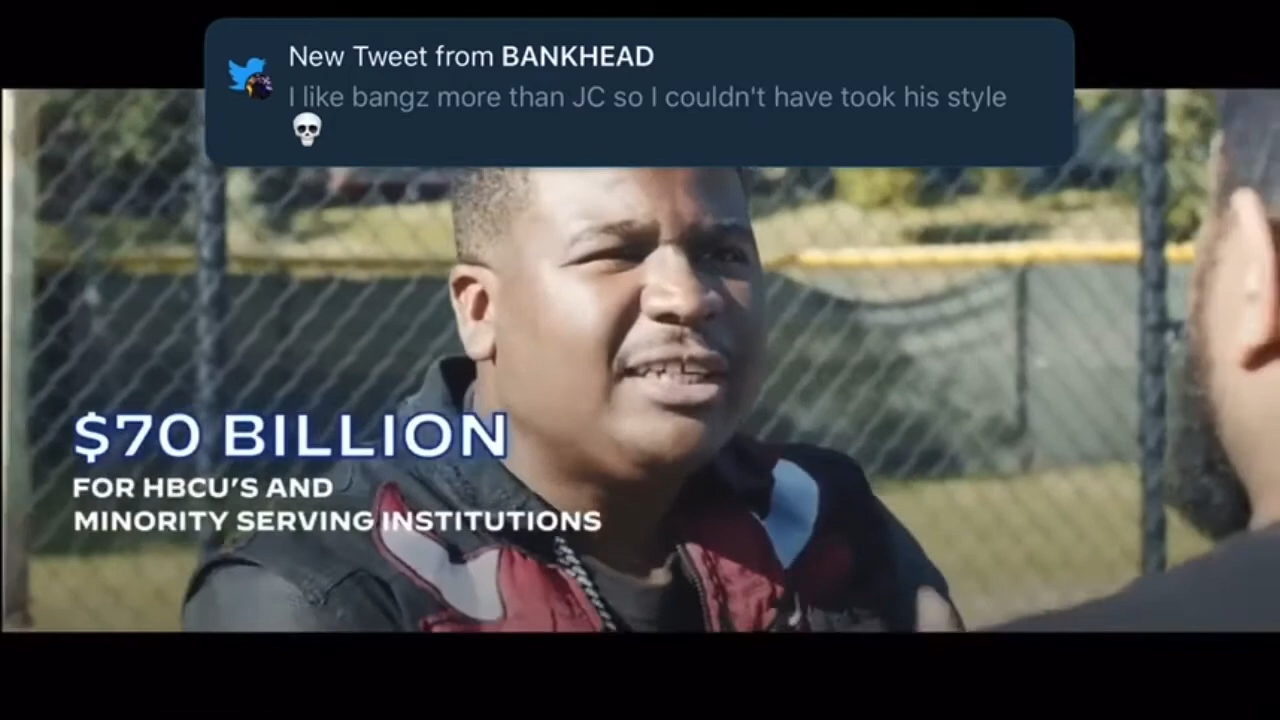 New Tweet from BANKHEAD
I like bangz more than JC so I couldn't have took his style
💀
$70 BILLION
FOR HBCU'S AND
MINORITY SERVING INSTITUTIONS